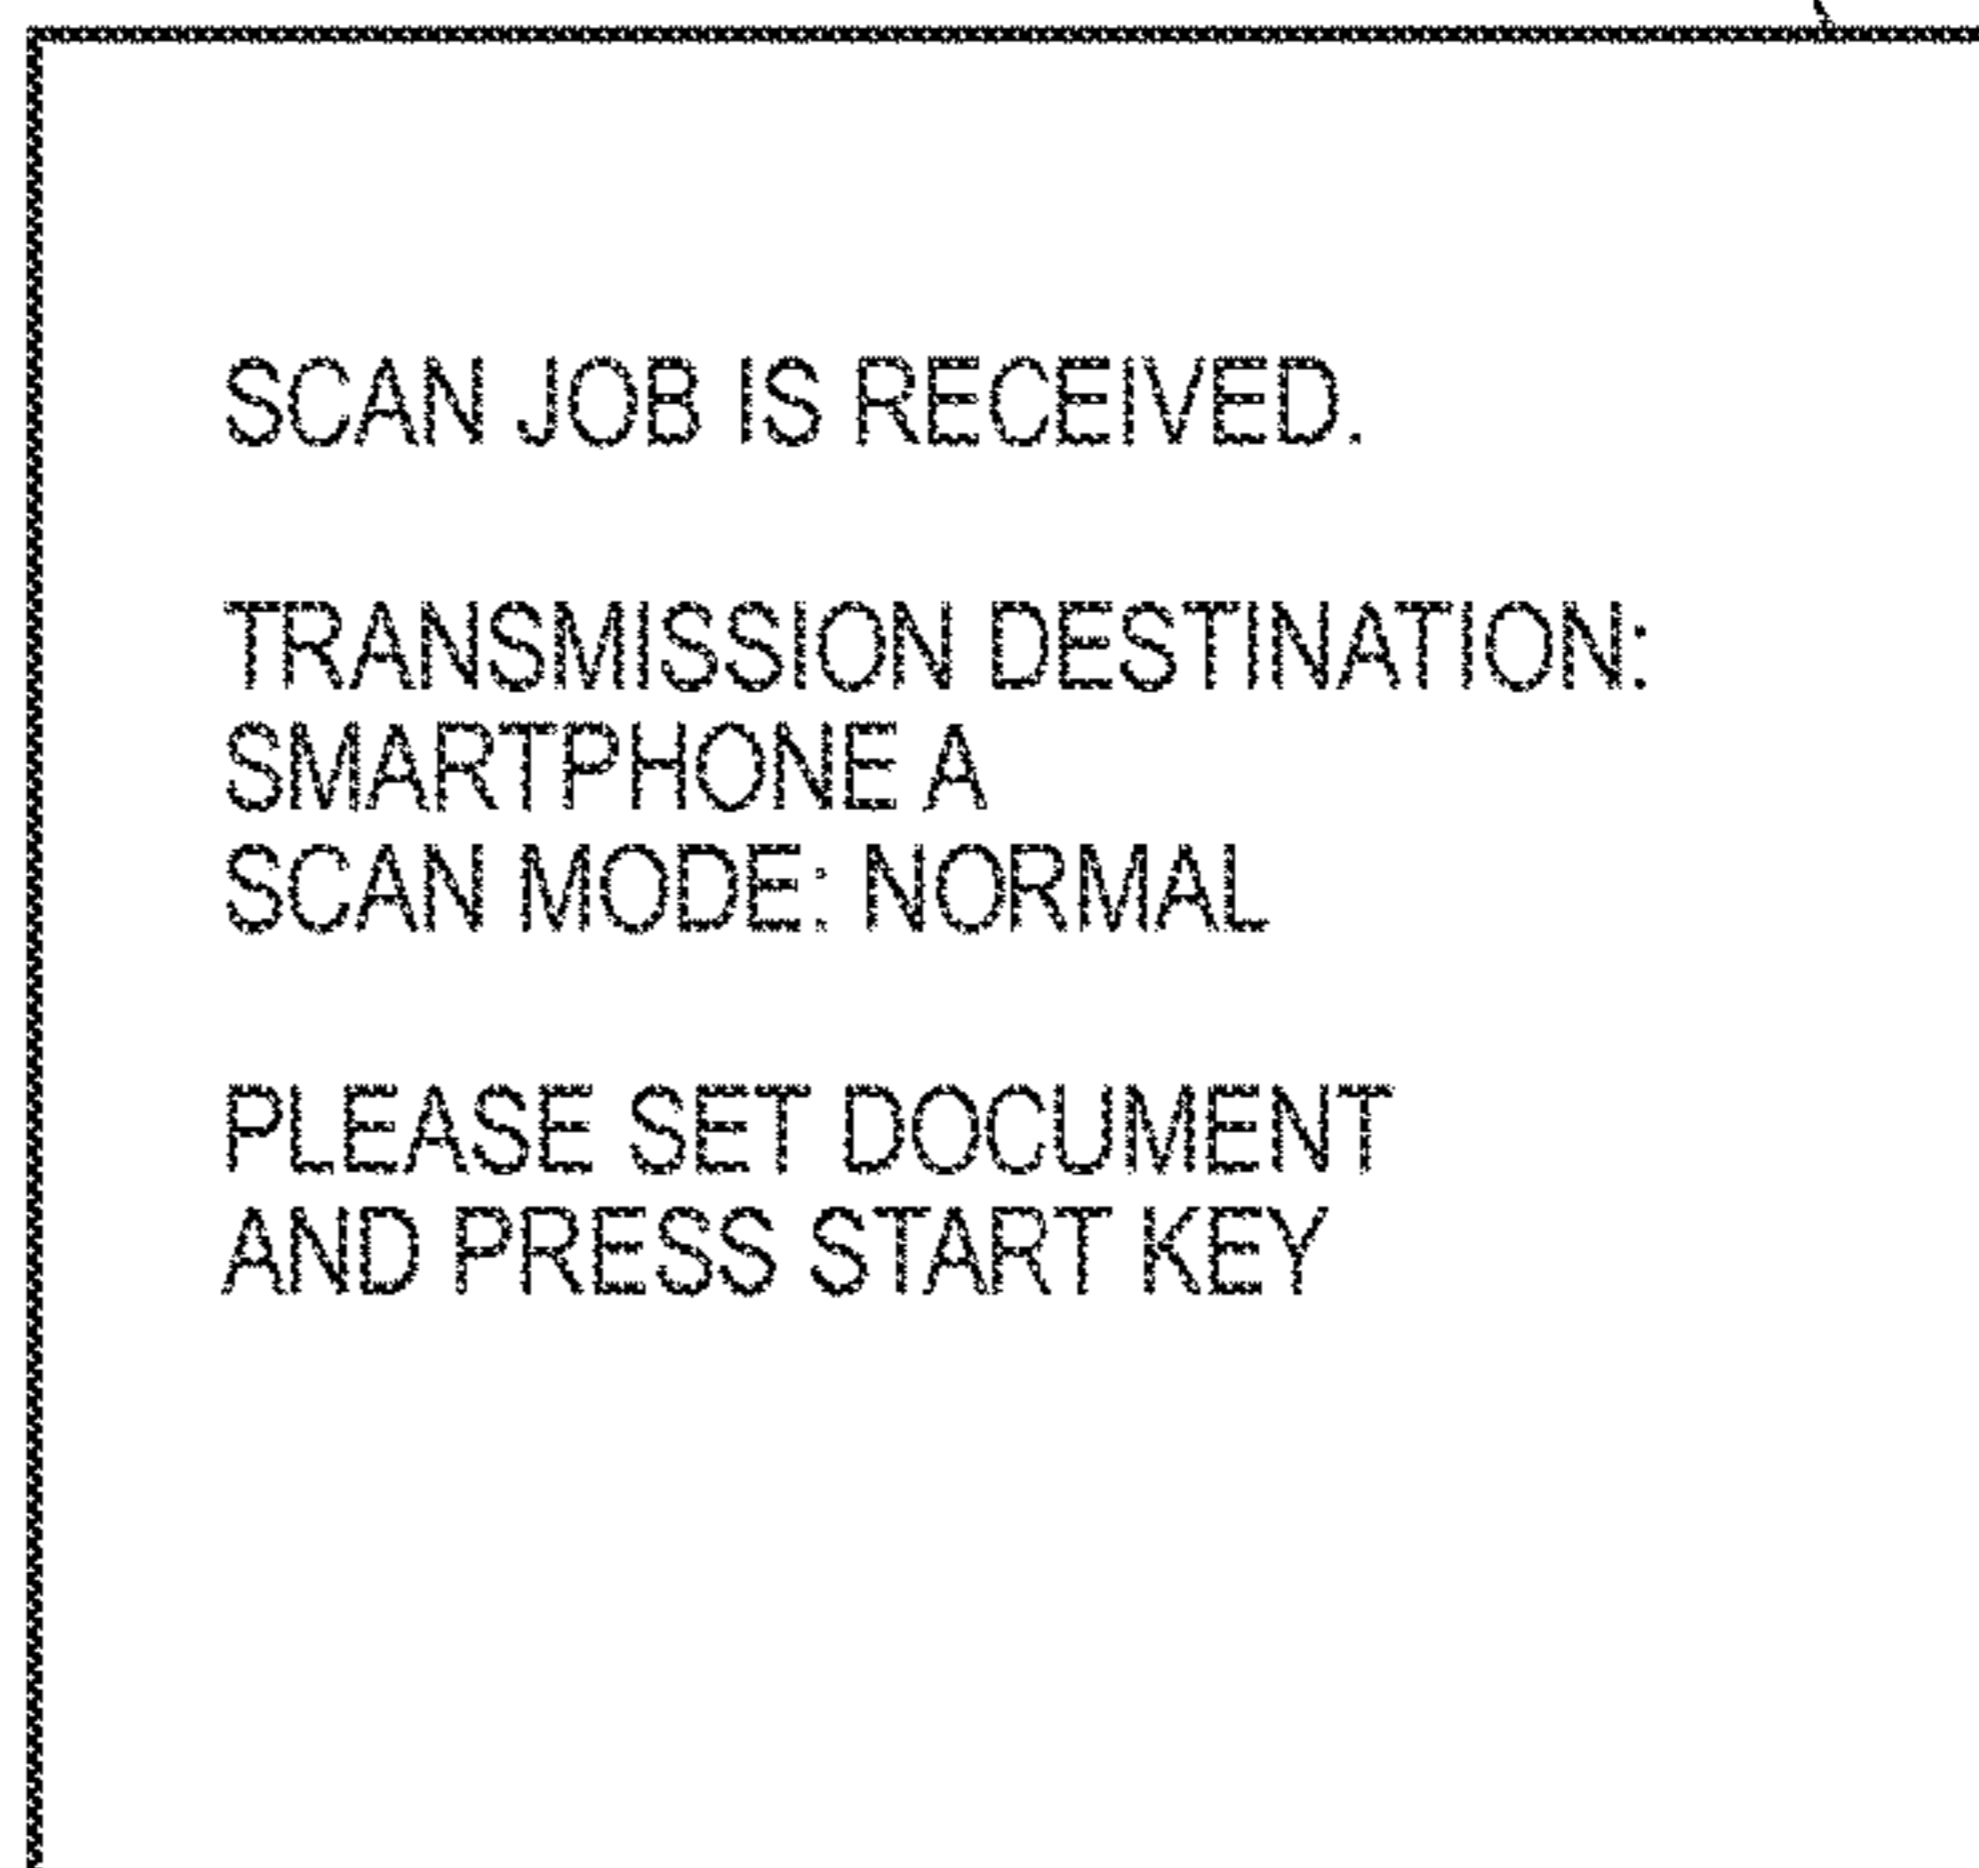 SCAN JOB IS RECEIVED.
TRANSMISSION DESTINATION:
SMARTPHONE A
SCAN MODE: NORMAL
PLEASE SET DOCUMENT
AND PRESS START KEY